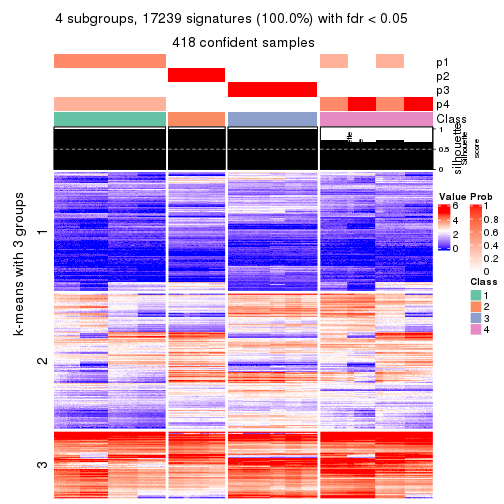 4 subgroups, 17239 signatures (100.0%) with fdr < 0.05
418 confident samples
p1
p2
p3
p4
Class
silhouette
Silhouette
score
1
0.5
0
k-means with 3 groups
1
2
3
Value
6
4
2
0
Prob
1
0.8
0.6
0.4
0.2
0
Class
1
2
3
4